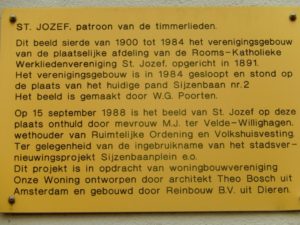 ST. JOZEF. patroon van de timmerlieden.
Dit beeld sierde van 1900 tot 1984 het verenigingsgebouw
van de plaatselijke afdeling van de Rooms-Katholieke
Werkliedenvereniging St. Jozef. opgericht in 1891.
Het verenigingsgebouw is in 1984 gesloopt en stond op
de plaats van het huidige pand Sijzenbaan nr.2
Het beeld is gemaakt door W.G. Poorten.
Op 15 september 1988 is het beeld van St. Jozef op deze
plaats onthuld door mevrouw M.J. ter Velde-Willighagen.
wethouder van Ruimtelijke Ordening en Volkshuisvesting.
Ter gelegenheid van de ingebruikname van het stadsver-
nieuwingsprojekt Sijzenbaanplein e.o.
Dit projekt is in opdracht van woningbouwvereniging
Onze Woning ontworpen door architekt Theo Bosch uit
Amsterdam en gebouwd door Reinbouw B.V. uit Dieren.